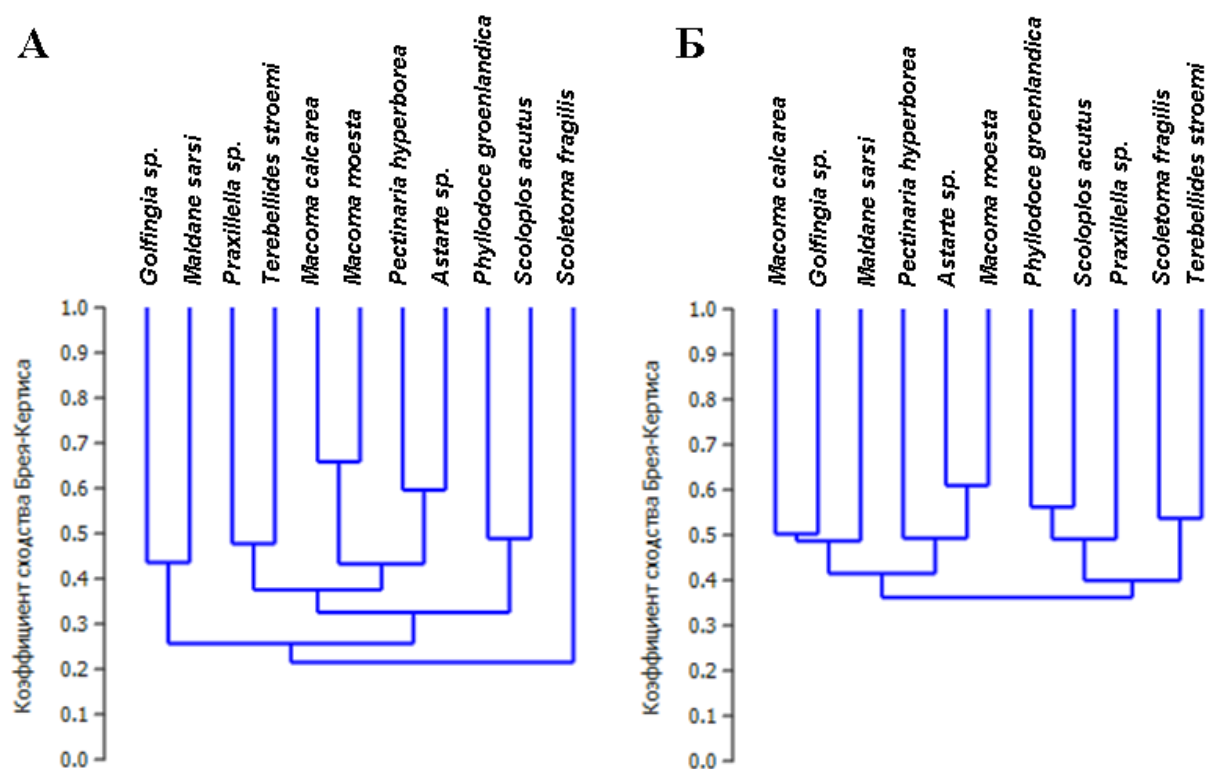 А
Golfingia sp.
Maldane sarsi
Praxillella sp.
Terebellides stroemi
Macoma calcarea
Macoma moesta
Pectinaria hyperborea
Astarte sp.
Phyllodoce groenlandica
Scoloplos acutus
Scoletoma fragilis
Коэффициент сходства Брея-Кертиса
1.0
0.9
0.8
0.7
0.6
0.5
0.4
0.3
0.2
0.1
0.0
Б
Macoma calcarea
Golfingia sp.
Maldane sarsi
Pectinaria hyperborea
Astarte sp.
Macoma moesta
Phyllodoce groenlandica
Scoloplos acutus
Praxillella sp.
Scoletoma fragilis
Terebellides stroemi
Коэффициент сходства Брея-Кертиса
1.0
0.9
0.8
0.7
0.6
0.5
0.4
0.3
0.2
0.1
0.0